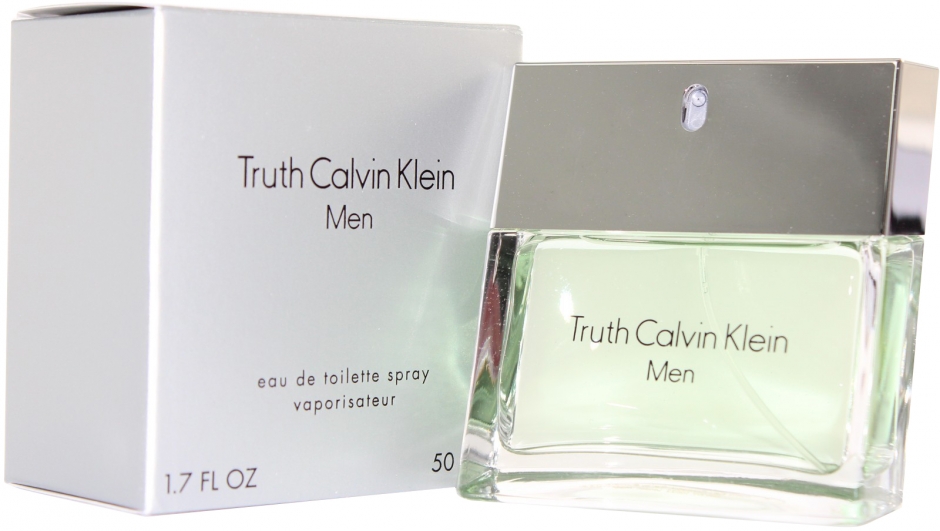 Truth Calvin Klein
Men
eau de toilette spray
vaporisateur
1.7 FL OZ
50
Truth Calvin Klein
Men